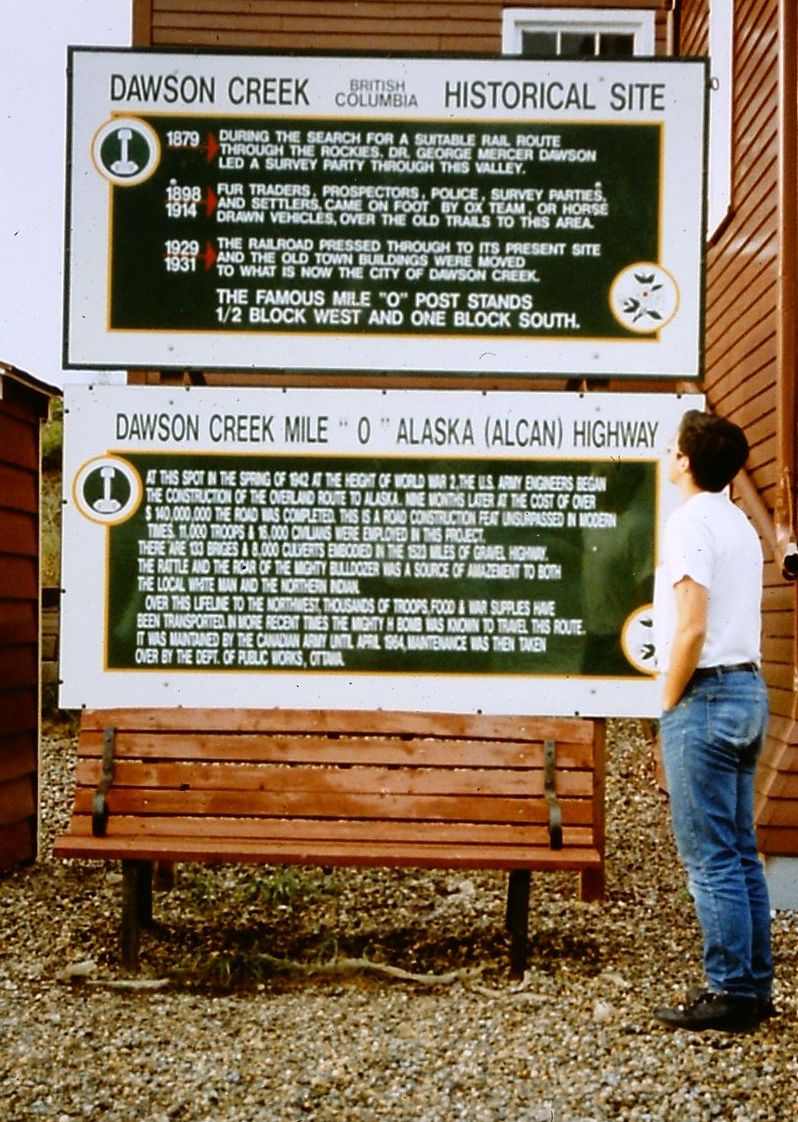 DAWSON CREEK BRITISH COLUMBIA HISTORICAL SITE
1879 DURING THE SEARCH FOR A SUITABLE RAIL ROUTE
THROUGH THE ROCKIES, DR. GEORGE MERCER DAWSON
LED A SURVEY PARTY THROUGH THIS VALLEY.
1898 FUR TRADERS, PROSPECTORS, POLICE, SURVEY PARTIES,
AND SETTLERS, CAME ON FOOT BY OX TEAM, OR HORSE
1914 DRAWN VEHICLES, OVER THE OLD TRAILS TO THIS AREA.
1929 THE RAILROAD PRESSED THROUGH TO ITS PRESENT SITE
AND THE OLD TOWN BUILDINGS WERE MOVED
1931 TO WHAT IS NOW THE CITY OF DAWSON CREEK.
THE FAMOUS MILE "O" POST STANDS
1/2 BLOCK WEST AND ONE BLOCK SOUTH.
DAWSON CREEK MILE "O" ALASKA (ALCAN) HIGHWAY
AT THIS SPOT IN THE SPRING OF 1942 AT THE HEIGHT OF WORLD WAR 2, THE U.S. ARMY ENGINEERS BEGAN
THE CONSTRUCTION OF THE OVERLAND ROUTE TO ALASKA. NINE MONTHS LATER AT THE COST OF OVER
$140,000,000 THE ROAD WAS COMPLETED. THIS IS A ROAD CONSTRUCTION FEAT UNSURPASSED IN MODERN
TIMES. 11,000 TROOPS & 16,000 CIVILIANS WERE EMPLOYED IN THIS PROJECT.
THERE ARE 133 BRIGES & 8,000 CULVERTS EMBODIED IN THE 1523 MILES OF GRAVEL HIGHWAY.
THE RATTLE AND THE ROAR OF THE MIGHTY BULLDOZER WAS A SOURCE OF AMAZEMENT TO BOTH
THE LOCAL WHITE MAN AND THE NORTHERN INDIAN.
OVER THIS LIFELINE TO THE NORTHWEST, THOUSANDS OF TROOPS, FOOD & WAR SUPPLIES HAVE
BEEN TRANSPORTED. IN MORE RECENT TIMES THE MIGHTY H BOMB WAS KNOWN TO TRAVEL THIS ROUTE.
IT WAS MAINTAINED BY THE CANADIAN ARMY UNTIL APRIL 1964, MAINTENANCE WAS THEN TAKEN
OVER BY THE DEPT. OF PUBLIC WORKS, OTTAWA.